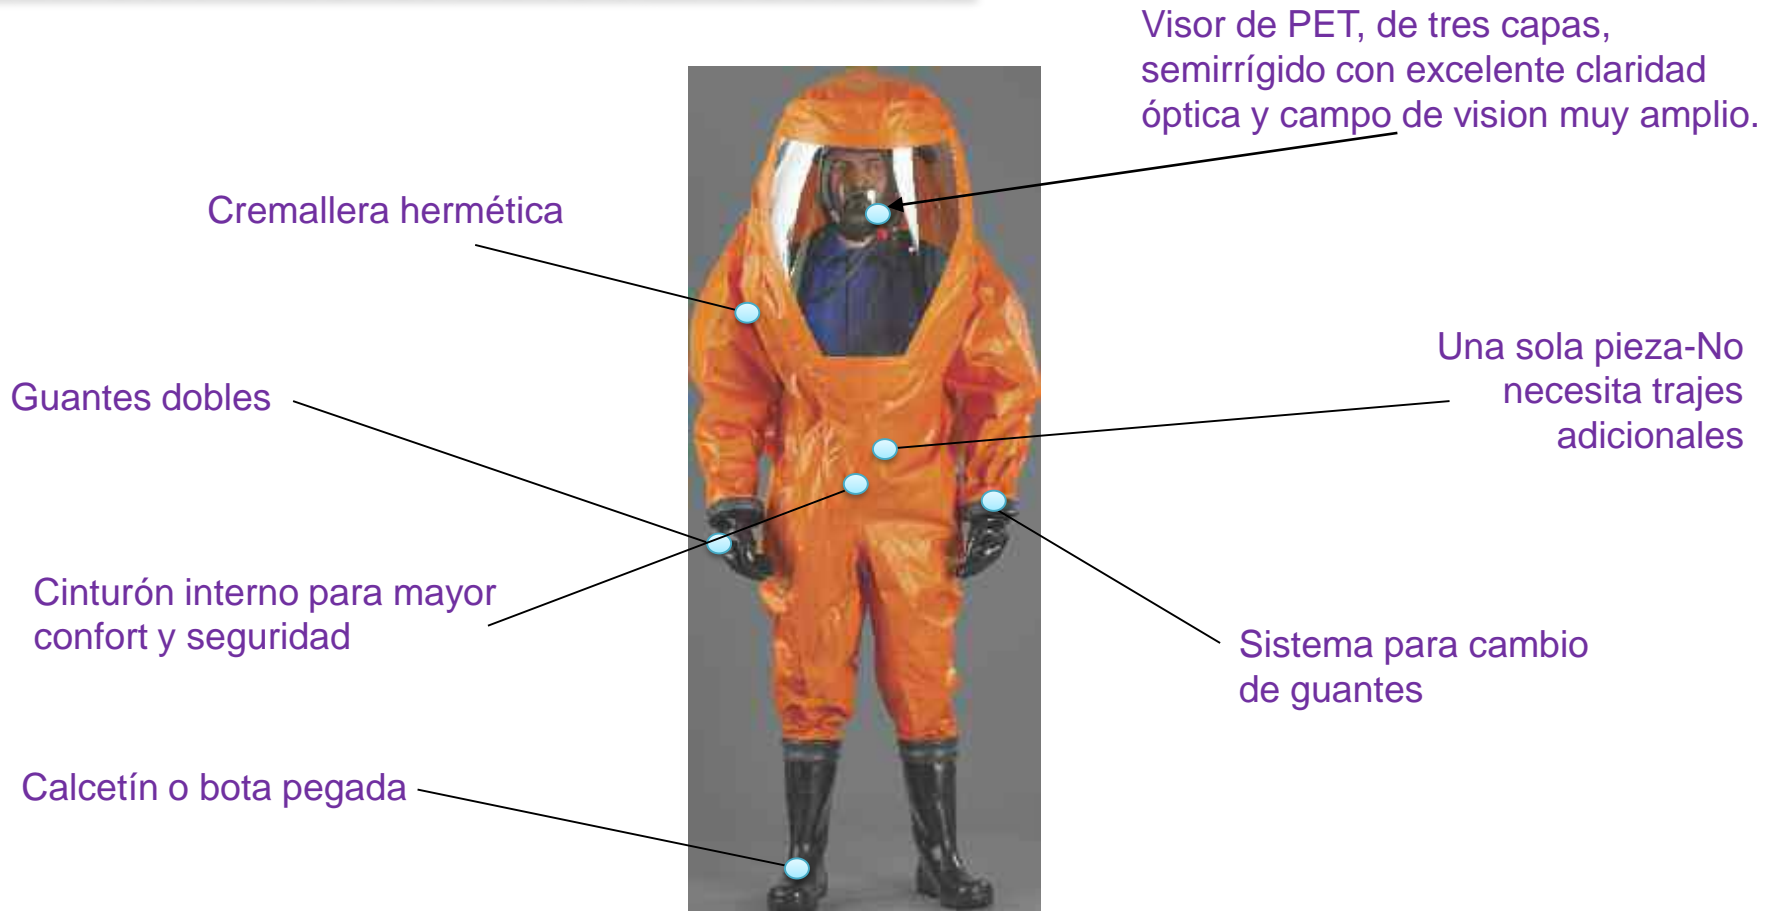 Visor de PET, de tres capas,
semirrígido con excelente claridad
óptica y campo de vision muy amplio.
Cremallera hermética
Una sola pieza-No
necesita trajes
adicionales
Guantes dobles
Cinturón interno para mayor
confort y seguridad
Sistema para cambio
de guantes
Calcetín o bota pegada